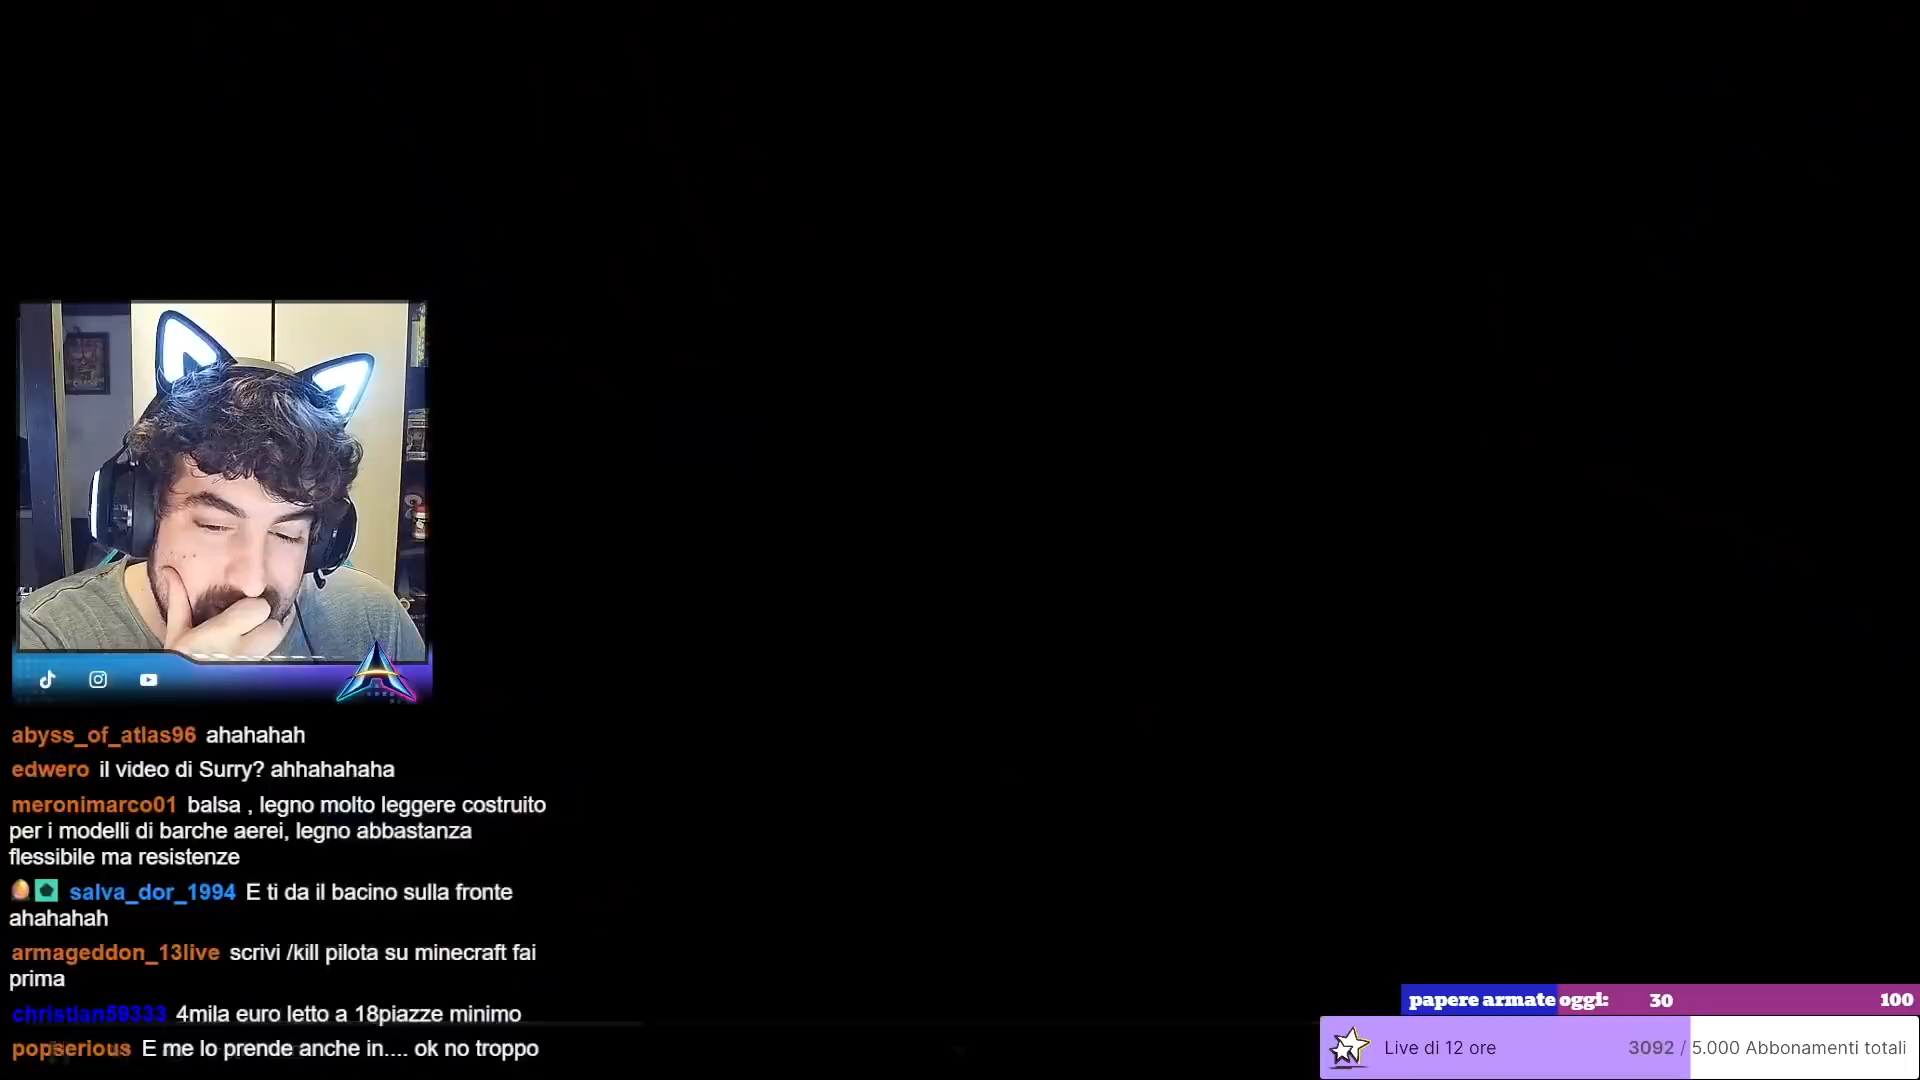 abyss_of_atlas96 ahahahah
edwero il video di Surry? ahhahahaha
meronimarco01 balsa , legno molto leggere costruito
per i modelli di barche aerei, legno abbastanza
flessibile ma resistenze
salva_dor_1994 E ti da il bacino sulla fronte
ahahahah
armageddon_13live scrivi /kill pilota su minecraft fai
prima
christian59333 4mila euro letto a 18piazze minimo
popserious E me lo prende anche in.... ok no troppo
papere armate oggi: 30 100
Live di 12 ore 3092 / 5.000 Abbonamenti totali